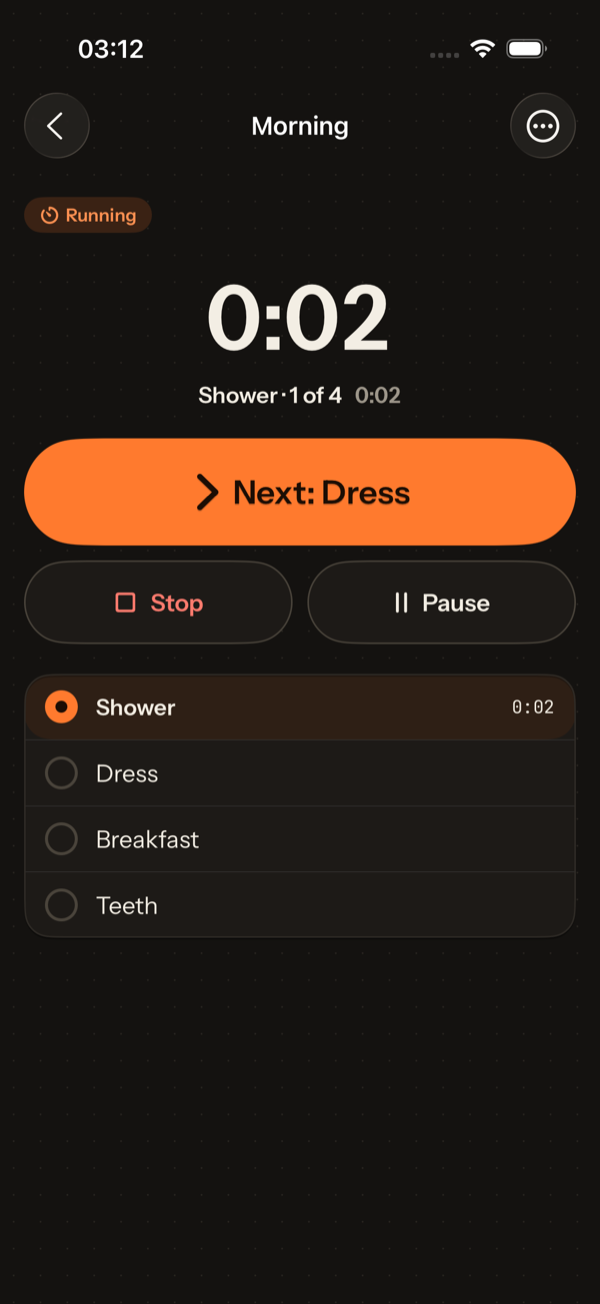 03:12
Morning
Running
0:02
Shower · 1 of 4 0:02
Next: Dress
Stop
Pause
Shower 0:02
Dress
Breakfast
Teeth